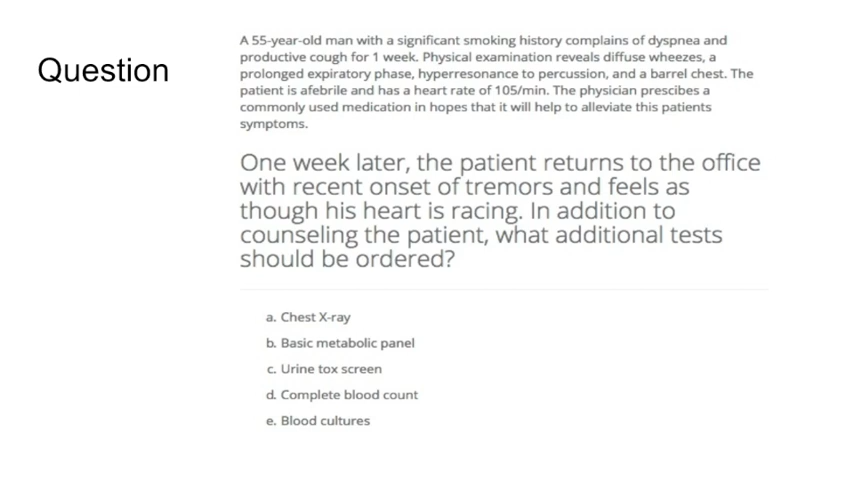 Question
A 55-year-old man with a significant smoking history complains of dyspnea and
productive cough for 1 week. Physical examination reveals diffuse wheezes, a
prolonged expiratory phase, hyperresonance to percussion, and a barrel chest. The
patient is afebrile and has a heart rate of 105/min. The physician prescibes a
commonly used medication in hopes that it will help to alleviate this patients
symptoms.
One week later, the patient returns to the office
with recent onset of tremors and feels as
though his heart is racing. In addition to
counseling the patient, what additional tests
should be ordered?
a. Chest X-ray
b. Basic metabolic panel
c. Urine tox screen
d. Complete blood count
e. Blood cultures